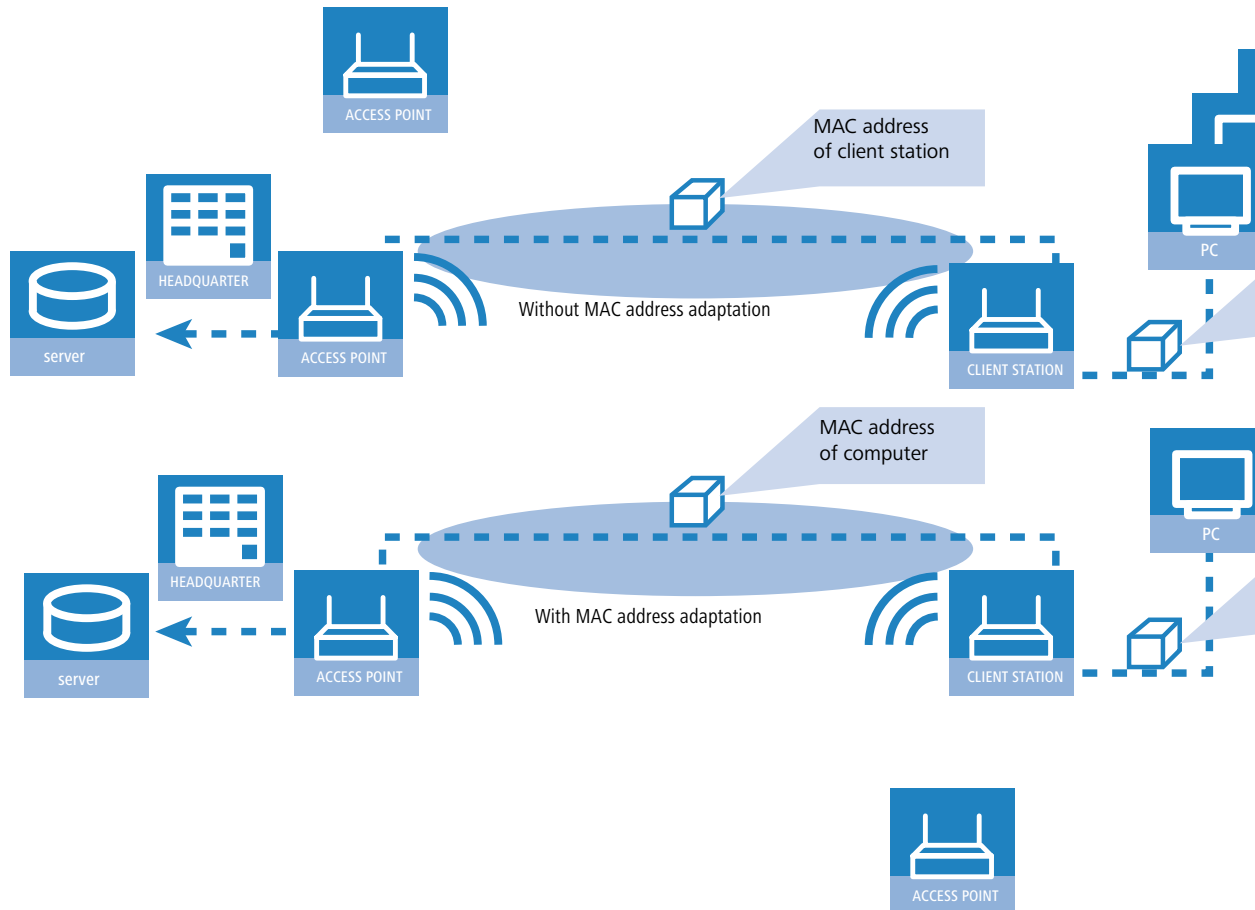 ACCESS POINT
MAC address
of client station
PC
HEADQUARTER
Without MAC address adaptation
server
ACCESS POINT
CLIENT STATION
MAC address
of computer
PC
HEADQUARTER
With MAC address adaptation
server
ACCESS POINT
CLIENT STATION
ACCESS POINT